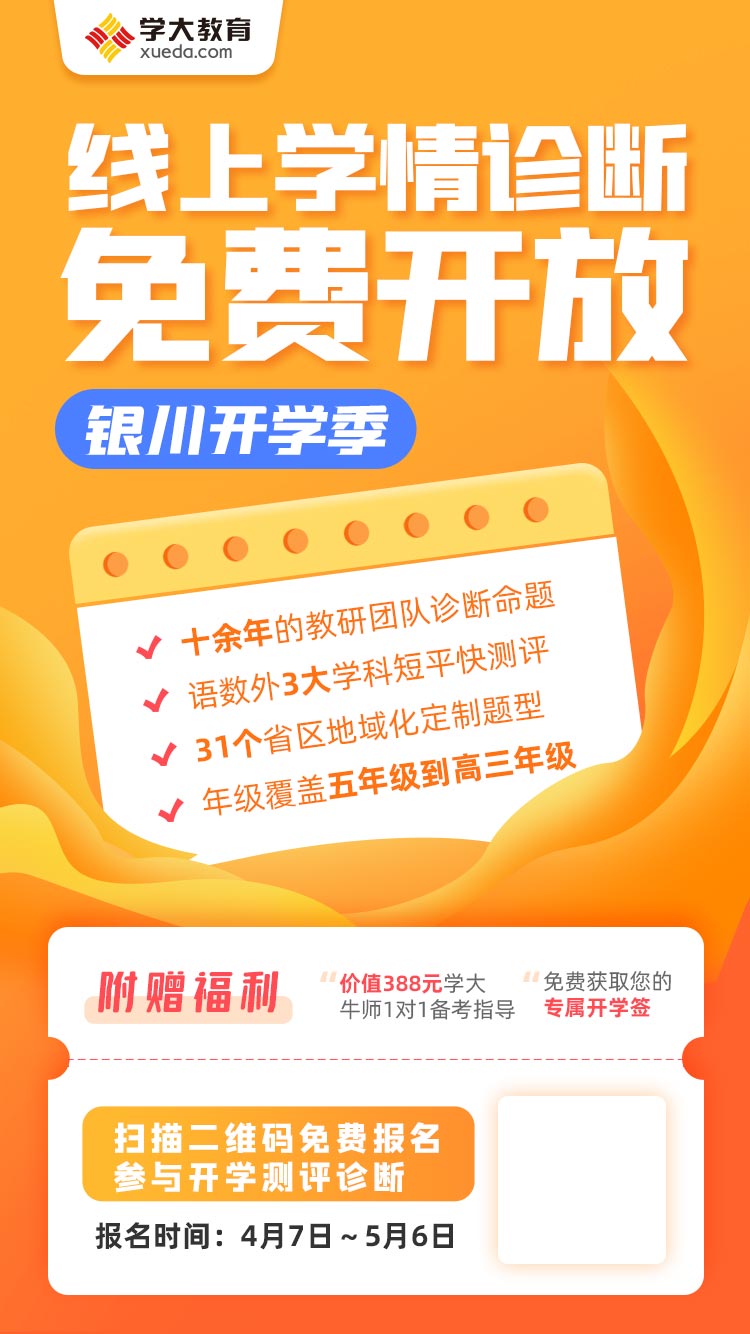 学大教育
xueda.com
线上学情诊断
免费开放
银川开学季
十余年的教研团队诊断命题
语数外3大学科短平快测评
31个省区地域化定制题型
年级覆盖五年级到高三年级
附赠福利
“价值388元学大
牛师1对1备考指导
“免费获取您的
专属开学签
扫描二维码免费报名
参与开学测评诊断
报名时间：4月7日～5月6日